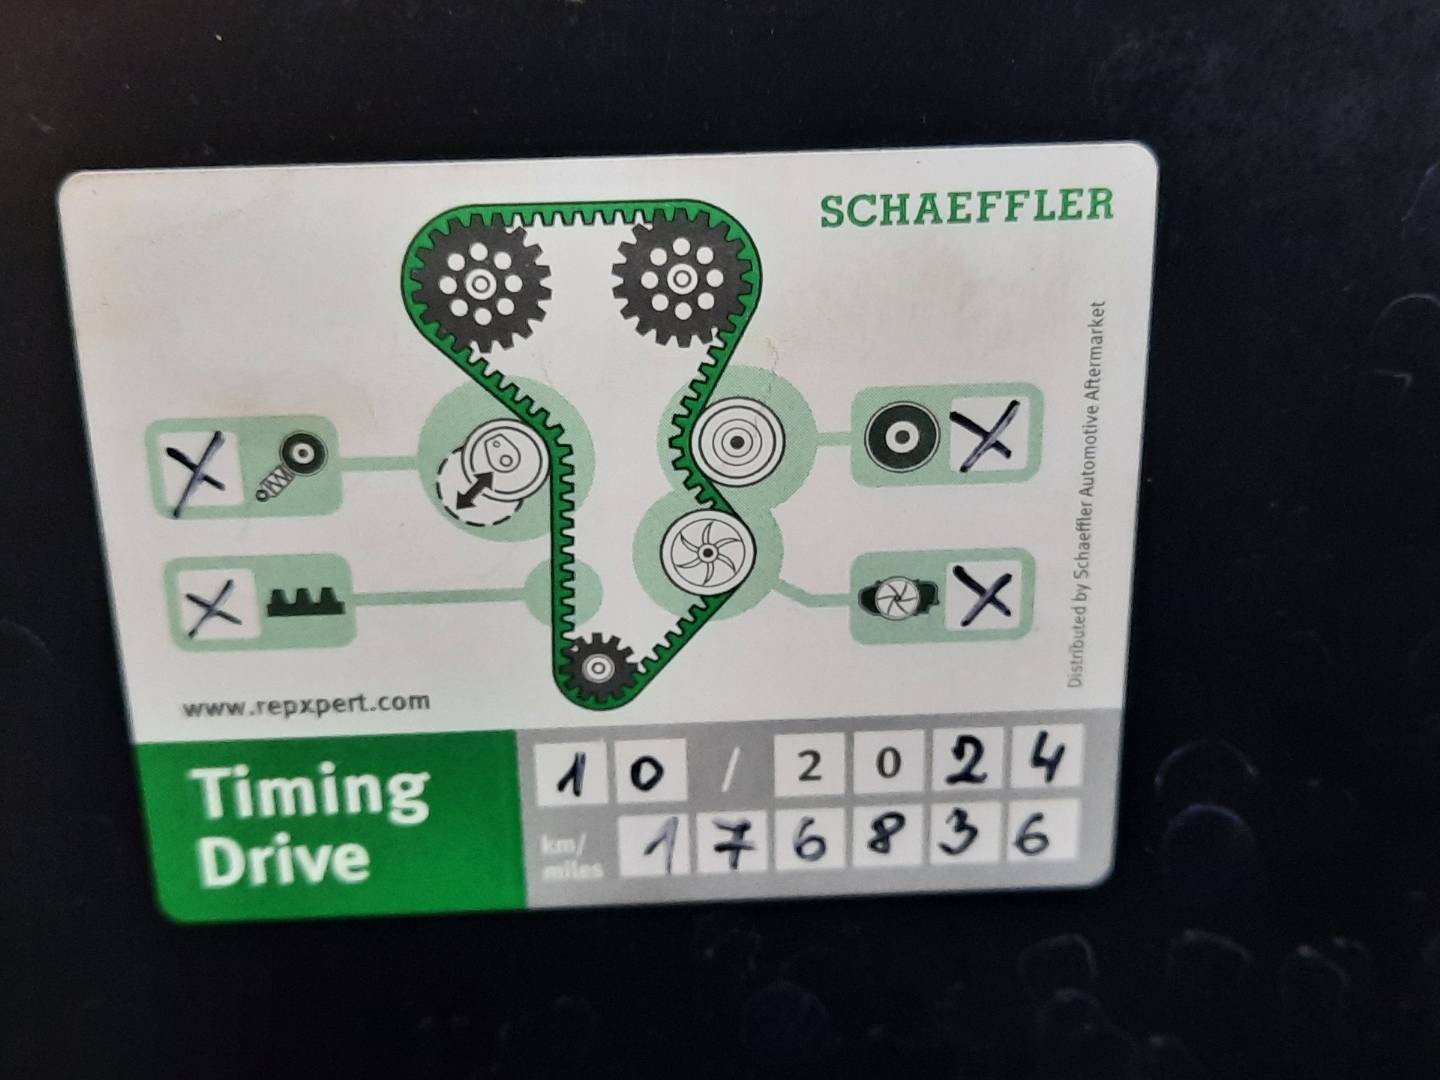 SCHAEFFLER
X
X
X
X
Distributed by Schaeffler Automotive Aftermarket
www.repxpert.com
Timing
Drive
10 / 2024
km/
miles
176836